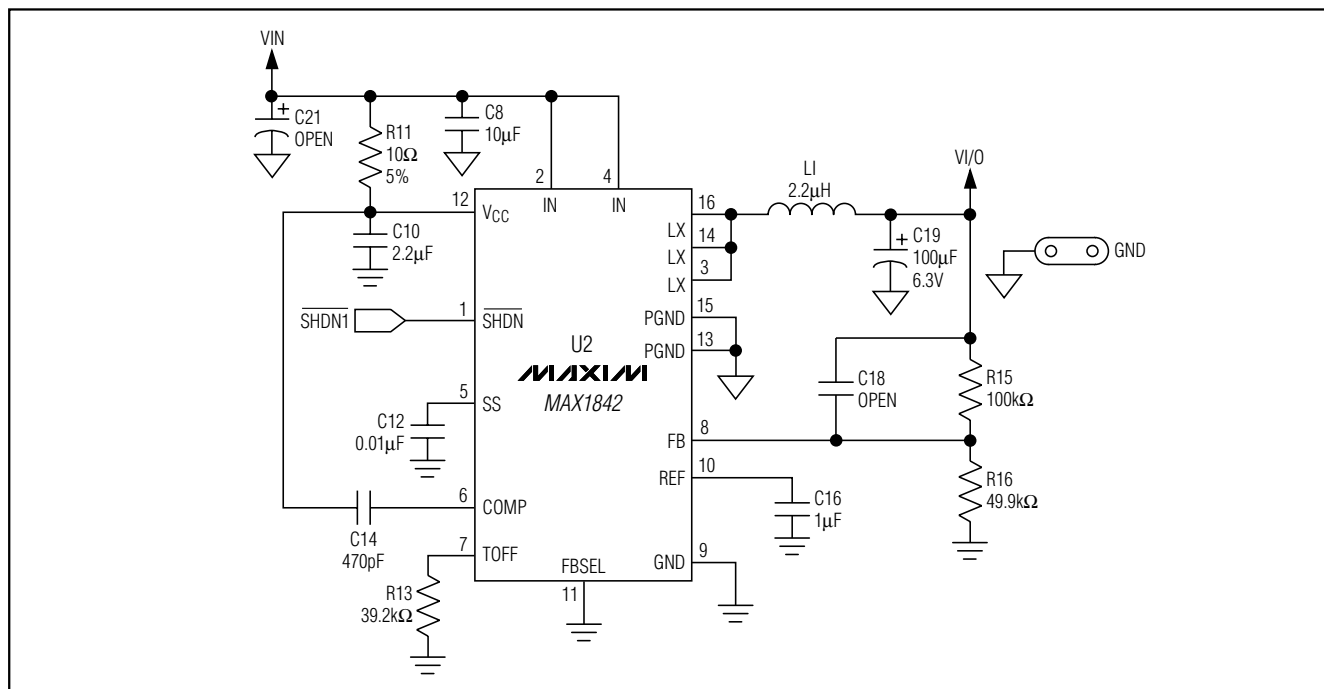 VIN
C21
+
OPEN
R11
10Ω
5%
C8
10µF
2
IN
4
IN
12
VCC
C10
2.2µF
SHDN1
1
SHDN
5
SS
C12
0.01µF
6
COMP
C14
470pF
7
TOFF
R13
39.2kΩ
FBSEL
11
U2
MAXIM
MAX1842
16
LX
14
LX
3
LX
15
PGND
13
PGND
8
FB
10
REF
C16
1µF
9
GND
LI
2.2µH
VI/O
+
C19
100µF
6.3V
GND
C18
OPEN
R15
100kΩ
R16
49.9kΩ